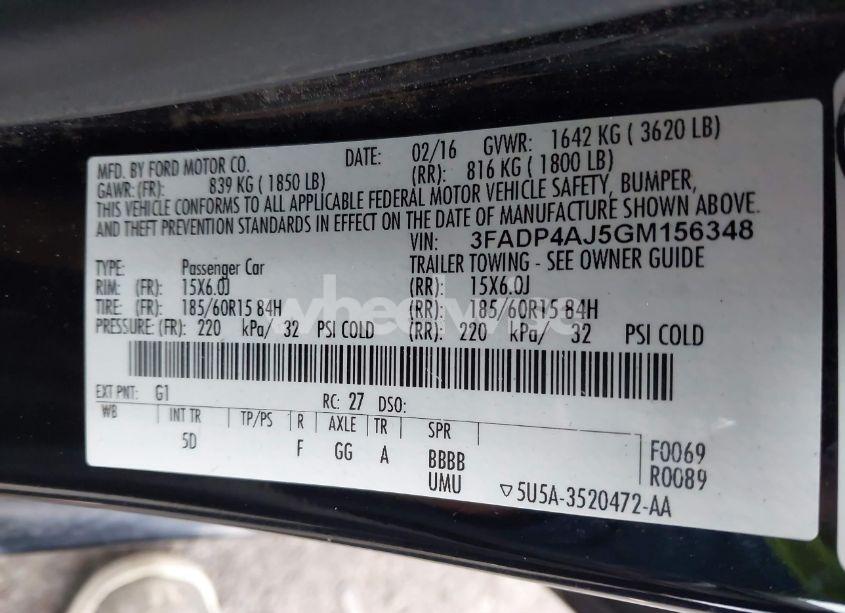 MFD. BY FORD MOTOR CO. DATE: 02/16 GVWR: 1642 KG ( 3620 LB)
GAWR: (FR): 839 KG ( 1850 LB) (RR): 816 KG ( 1800 LB)
THIS VEHICLE CONFORMS TO ALL APPLICABLE FEDERAL MOTOR VEHICLE SAFETY, BUMPER,
AND THEFT PREVENTION STANDARDS IN EFFECT ON THE DATE OF MANUFACTURE SHOWN ABOVE.
VIN: 3FADP4AJ5GM156348
TYPE: Passenger Car TRAILER TOWING - SEE OWNER GUIDE
RIM: (FR): 15X6.0J (RR): 15X6.0J
TIRE: (FR): 185/60R15 84H (RR): 185/60R15 84H
PRESSURE: (FR): 220 kPa/ 32 PSI COLD (RR): 220 kPa/ 32 PSI COLD
EXT PNT: G1 RC: 27 DSO:
WB INT TR TP/PS R AXLE TR SPR
5D F GG A BBBB F0069
UMU R0089
▽5U5A-3520472-AA